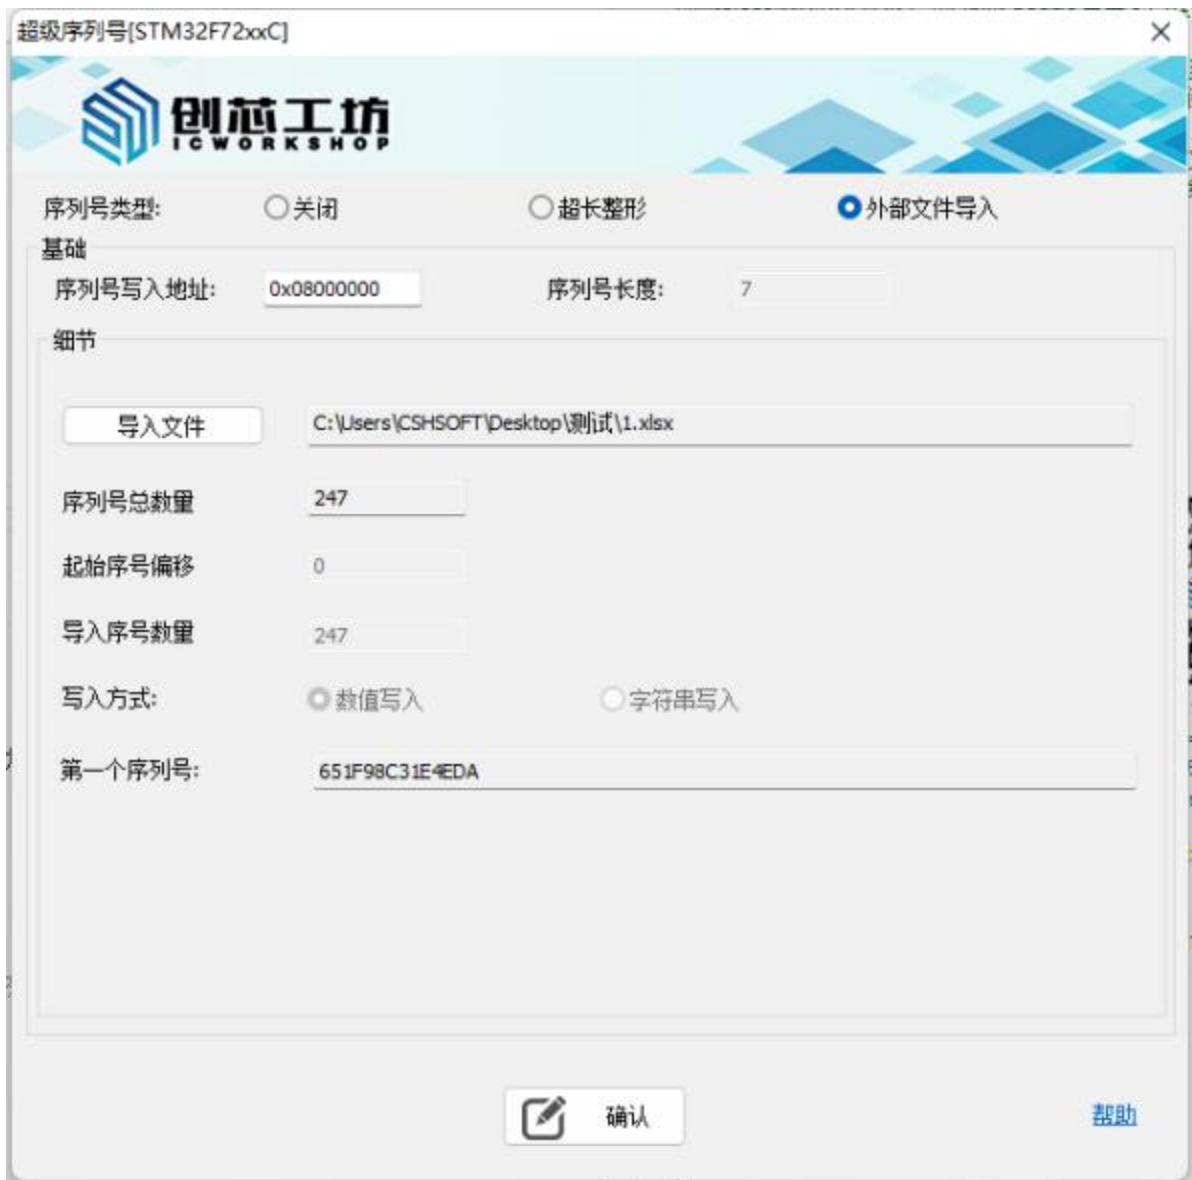 超级序列号[STM32F72xxC]
创芯工坊
ICWORKSHOP
序列号类型: 关闭 超长整形 外部文件导入
基础
序列号写入地址: 0x08000000 序列号长度: 7
细节
导入文件 C:\Users\CSHSOFT\Desktop\测试\1.xlsx
序列号总数量 247
起始序号偏移 0
导入序号数量 247
写入方式: 数值写入 字符串写入
第一个序列号: 651F98C31E4EDA
确认 帮助